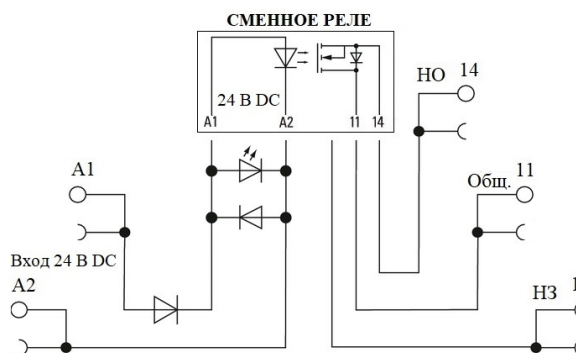 СМЕННОЕ РЕЛЕ
24 В DC
A1
A2
11
14
НО
14
A1
Общ.
11
Вход 24 В DC
A2
НЗ